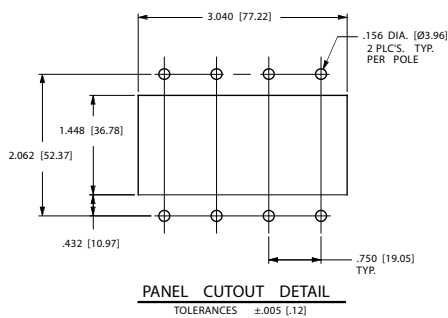 3.040 [77.22]
.156 DIA. [Ø3.96]
2 PLC'S. TYP.
PER POLE
1.448 [36.78]
2.062 [52.37]
.432 [10.97]
.750 [19.05]
TYP.
PANEL CUTOUT DETAIL
TOLERANCES ±.005 [.12]